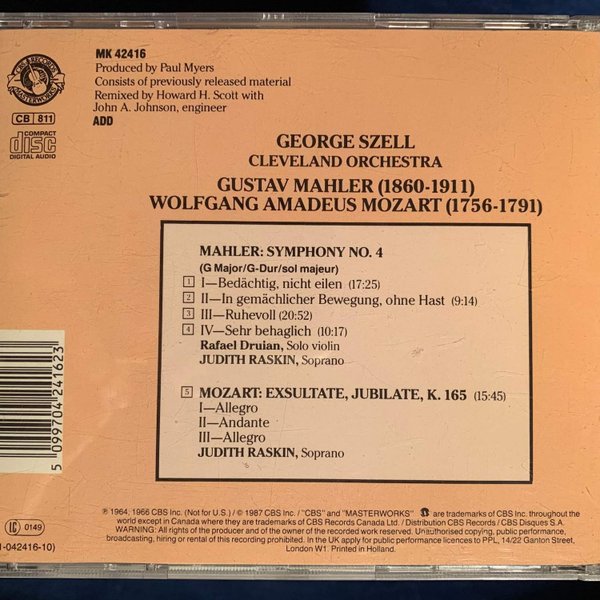 CBS RECORDS
MASTERWORKS
CB 811
COMPACT
disc
DIGITAL AUDIO
MK 42416
Produced by Paul Myers
Consists of previously released material
Remixed by Howard H. Scott with
John A. Johnson, engineer
ADD
GEORGE SZELL
CLEVELAND ORCHESTRA
GUSTAV MAHLER (1860-1911)
WOLFGANG AMADEUS MOZART (1756-1791)
MAHLER: SYMPHONY NO. 4
(G Major/G-Dur/sol majeur)
1 I—Bedächtig, nicht eilen (17:25)
2 II—In gemächlicher Bewegung, ohne Hast (9:14)
3 III—Ruhevoll (20:52)
4 IV—Sehr behaglich (10:17)
Rafael Druian, Solo violin
JUDITH RASKIN, Soprano
5 MOZART: EXSULTATE, JUBILATE, K. 165 (15:45)
I—Allegro
II—Andante
III—Allegro
JUDITH RASKIN, Soprano
5 099704 241623
℗ 1964, 1966 CBS Inc. (Not for U.S.) / © 1987 CBS Inc. / "CBS" and "MASTERWORKS" are trademarks of CBS Inc. throughout the
world except in Canada where they are trademarks of CBS Records Canada Ltd. / Distribution CBS Records / CBS Disques S.A.
WARNING: All rights of the producer and of the owner of the recorded work reserved. Unauthorised copying, public performance,
broadcasting, hiring or rental of this recording prohibited. In the UK apply for public performance licences to PPL, 14/22 Ganton Street,
London W1. Printed in Holland.
LC 0149
-042416-10)